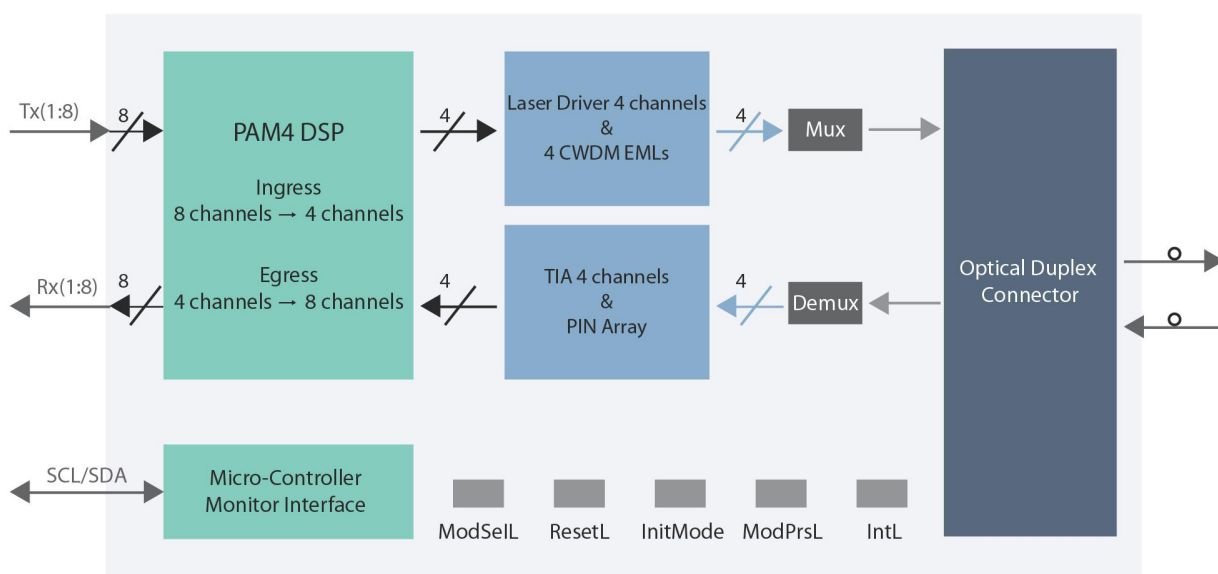 Tx(1:8)
8
PAM4 DSP
Ingress
8 channels → 4 channels
Egress
4 channels → 8 channels
Rx(1:8)
8
4
Laser Driver 4 channels
&
4 CWDM EMLs
4
Mux
4
TIA 4 channels
&
PIN Array
4
Demux
Optical Duplex
Connector
SCL/SDA
Micro-Controller
Monitor Interface
ModSelL
ResetL
InitMode
ModPrsL
IntL